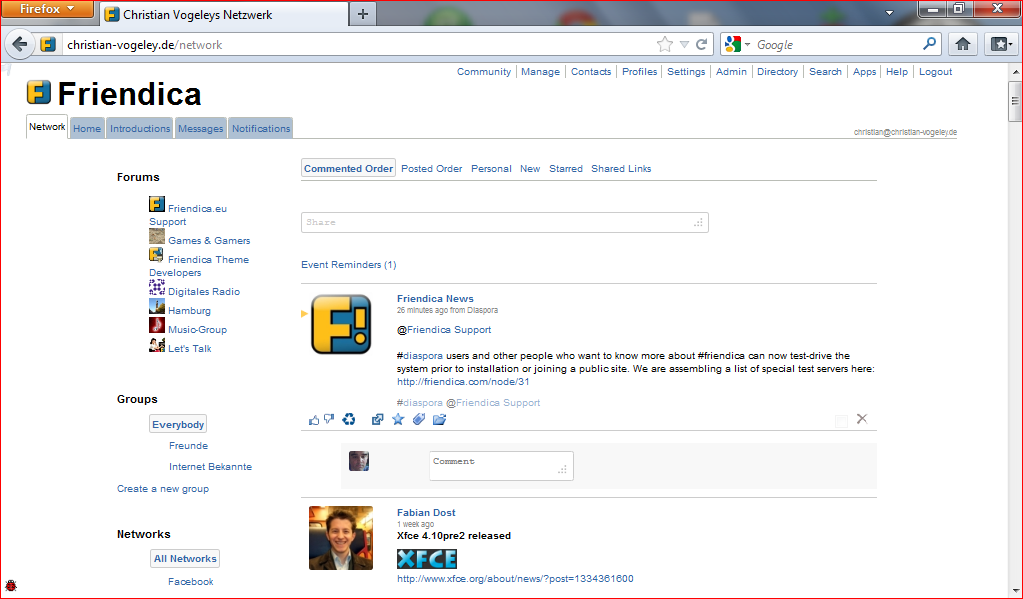 Firefox
Christian Vogeleys Netzwerk
christian-vogeley.de/network
Google
Community Manage Contacts Profiles Settings Admin Directory Search Apps Help Logout
Friendica
Network Home Introductions Messages Notifications
christian@christian-vogeley.de
Forums
Friendica.eu
Support
Games & Gamers
Friendica Theme
Developers
Digitales Radio
Hamburg
Music-Group
Let's Talk
Groups
Everybody
Freunde
Internet Bekannte
Create a new group
Networks
All Networks
Facebook
Commented Order Posted Order Personal New Starred Shared Links
Share
Event Reminders (1)
Friendica News
26 minutes ago from Diaspora
@Friendica Support
#diaspora users and other people who want to know more about #friendica can now test-drive the
system prior to installation or joining a public site. We are assembling a list of special test servers here:
http://friendica.com/node/31
#diaspora @Friendica Support
Comment
Fabian Dost
1 week ago
Xfce 4.10pre2 released
XFCE
http://www.xfce.org/about/news/?post=1334361600